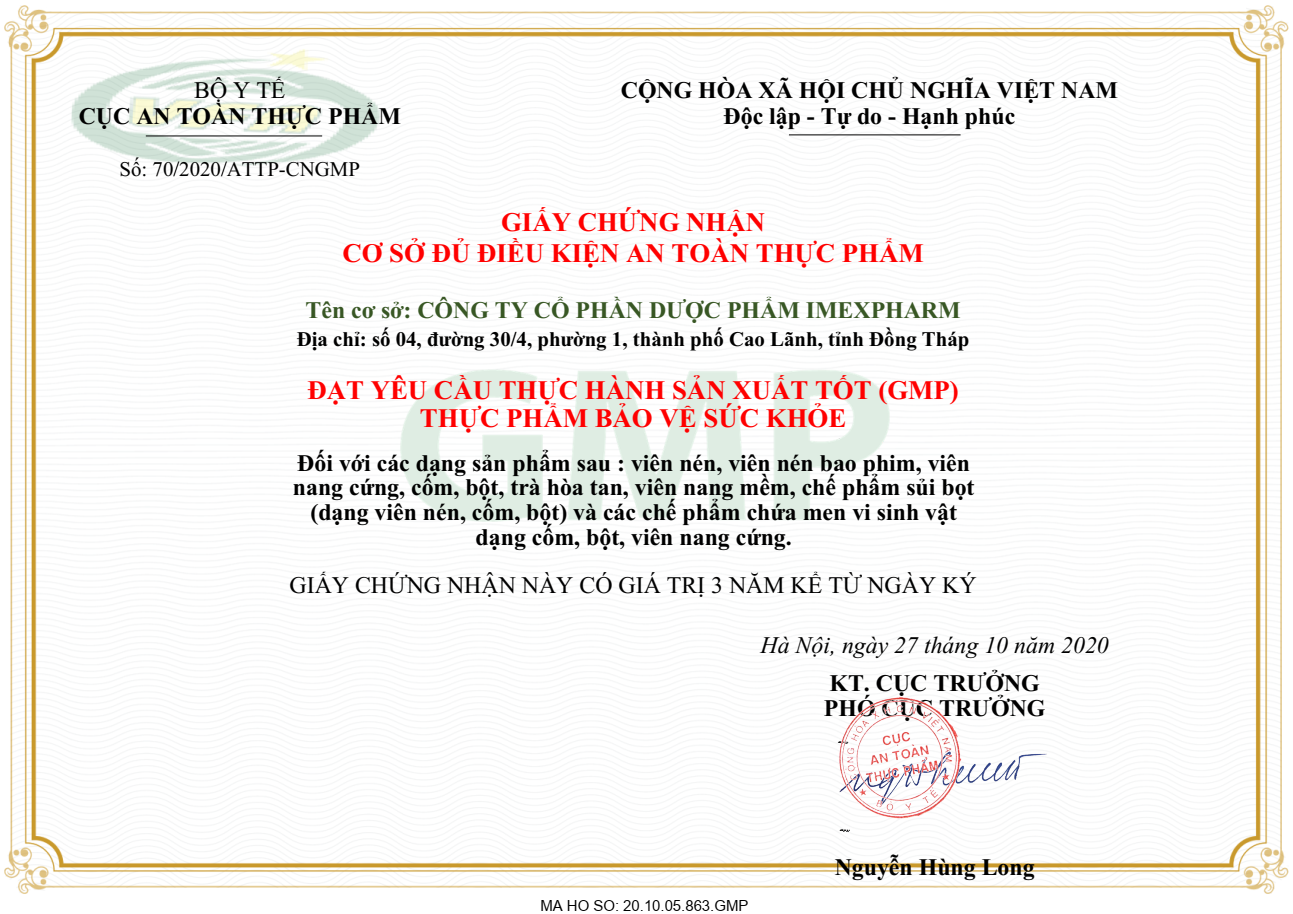 BỘ Y TẾ
CỤC AN TOÀN THỰC PHẨM
Số: 70/2020/ATTP-CNGMP
CỘNG HÒA XÃ HỘI CHỦ NGHĨA VIỆT NAM
Độc lập - Tự do - Hạnh phúc
GIẤY CHỨNG NHẬN
CƠ SỞ ĐỦ ĐIỀU KIỆN AN TOÀN THỰC PHẨM
Tên cơ sở: CÔNG TY CỔ PHẦN DƯỢC PHẨM IMEXPHARM
Địa chỉ: số 04, đường 30/4, phường 1, thành phố Cao Lãnh, tỉnh Đồng Tháp
GMP
ĐẠT YÊU CẦU THỰC HÀNH SẢN XUẤT TỐT (GMP)
THỰC PHẨM BẢO VỆ SỨC KHỎE
Đối với các dạng sản phẩm sau : viên nén, viên nén bao phim, viên
nang cứng, cốm, bột, trà hòa tan, viên nang mềm, chế phẩm sủi bọt
(dạng viên nén, cốm, bột) và các chế phẩm chứa men vi sinh vật
dạng cốm, bột, viên nang cứng.
GIẤY CHỨNG NHẬN NÀY CÓ GIÁ TRỊ 3 NĂM KỂ TỪ NGÀY KÝ
Hà Nội, ngày 27 tháng 10 năm 2020
KT. CỤC TRƯỞNG
PHÓ CỤC TRƯỞNG
CỘNG HÒA XÃ HỘI CHỦ NGHĨA VIỆT NAM
CỤC
AN TOÀN
THỰC PHẨM
BỘ Y TẾ
Nguyễn Hùng Long
MA HO SO: 20.10.05.863.GMP